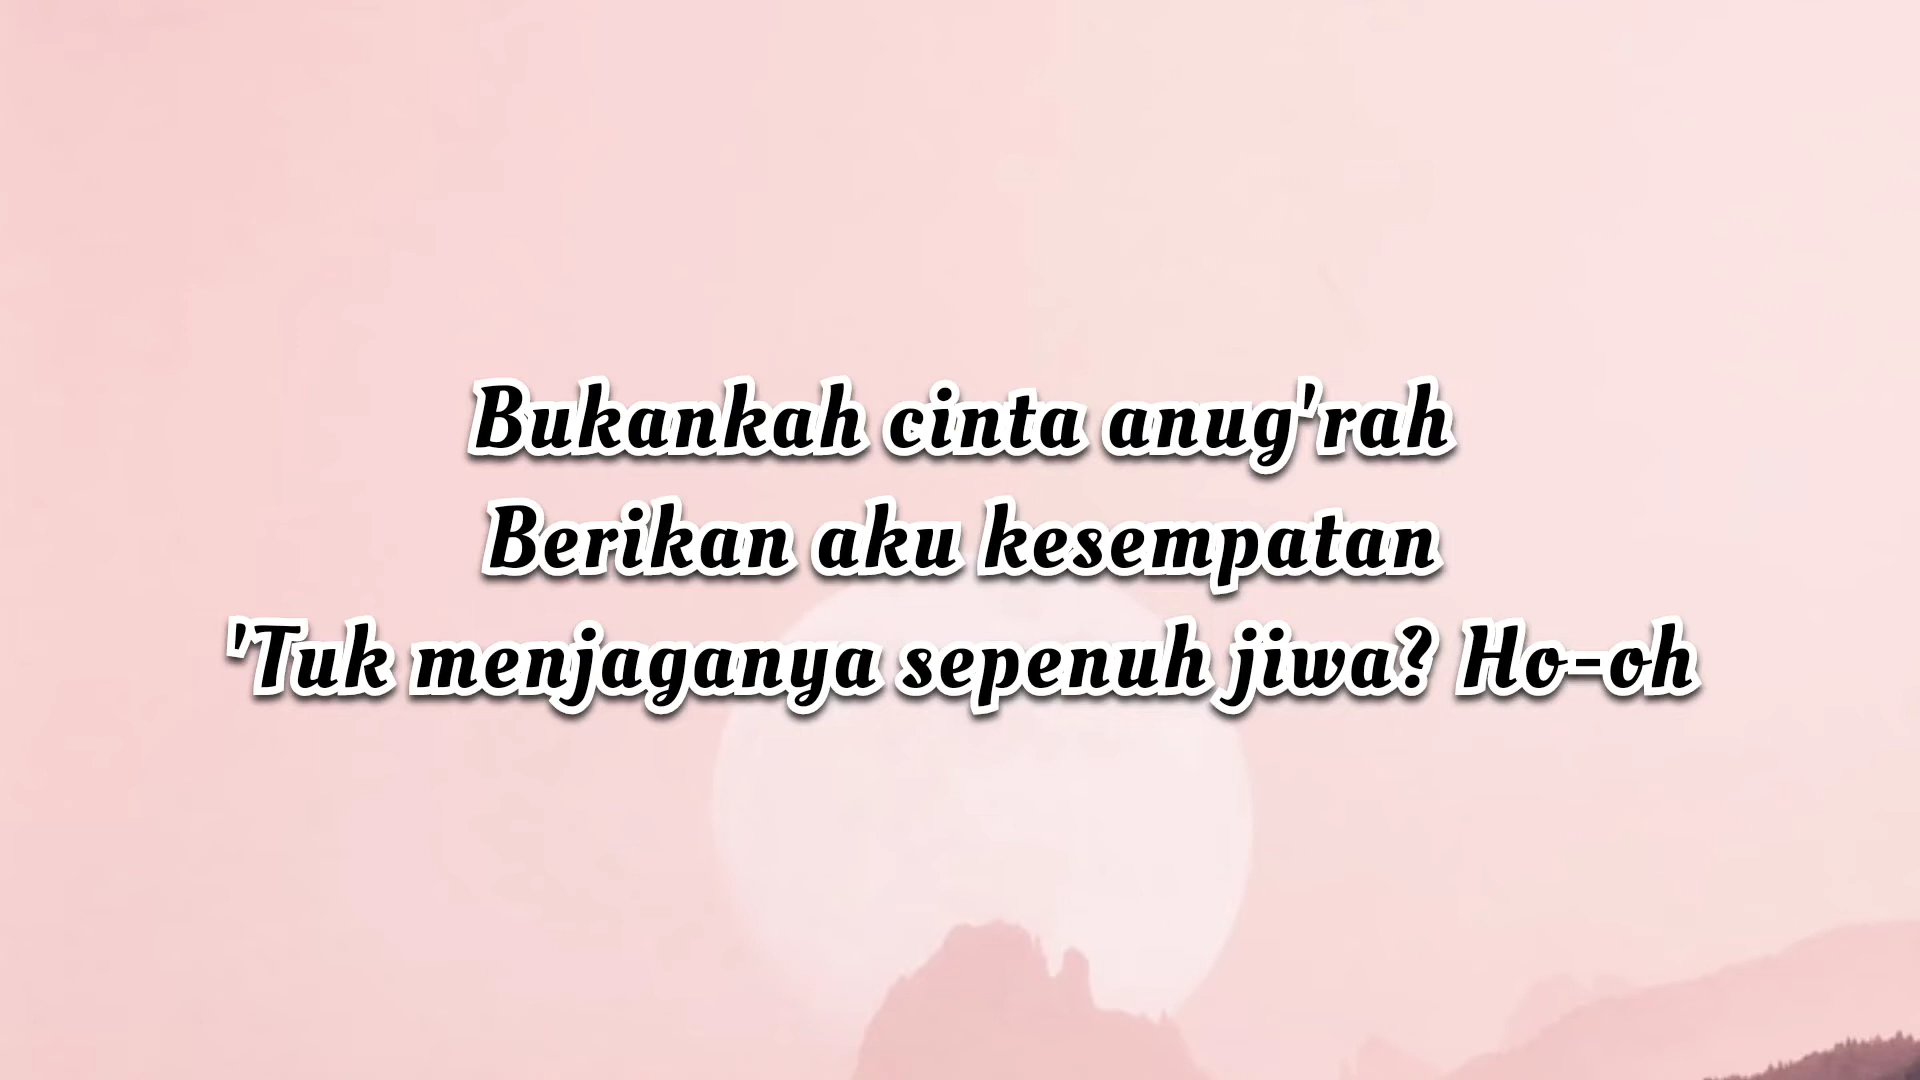 Bukankah cinta anug'rah
Berikan aku kesempatan
'Tuk menjaganya sepenuh jiwa? Ho-oh